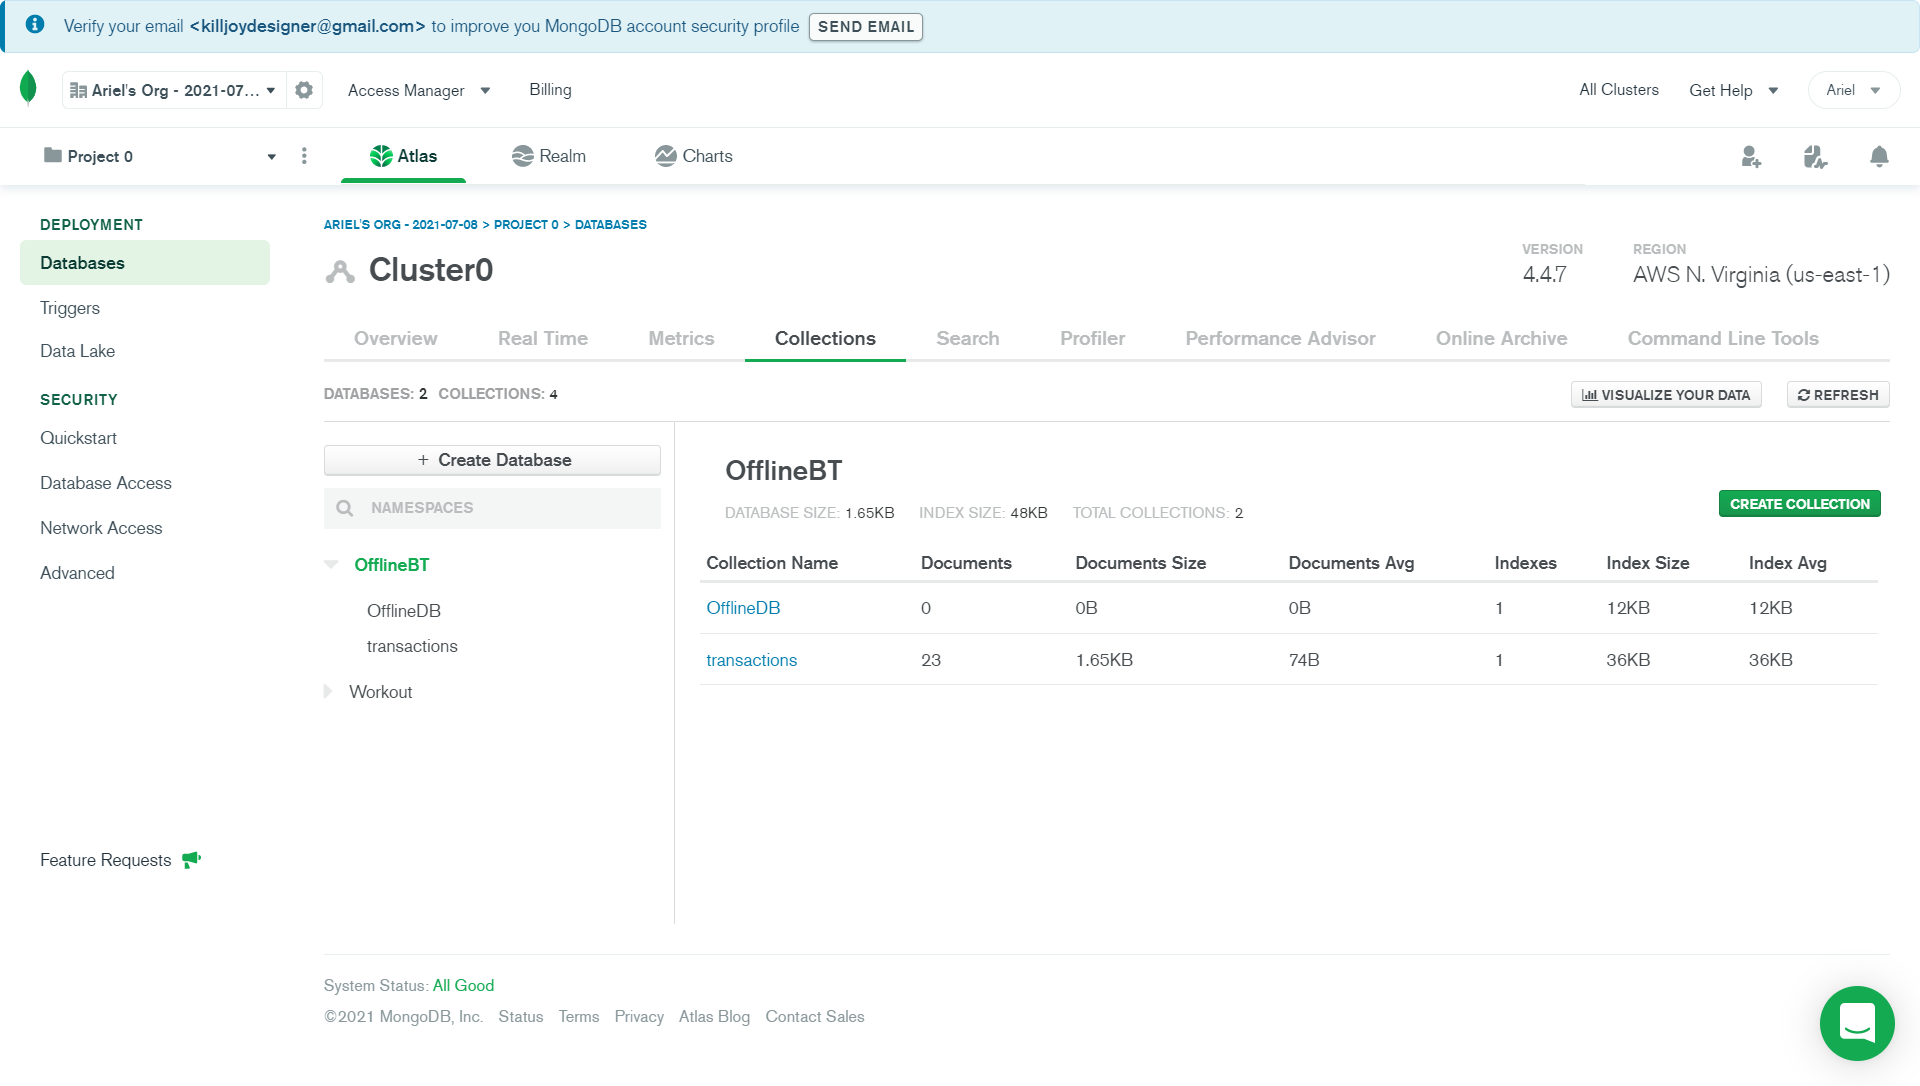 Verify your email <killjoydesigner@gmail.com> to improve you MongoDB account security profile SEND EMAIL
Ariel's Org - 2021-07... Access Manager Billing All Clusters Get Help Ariel
Project 0 Atlas Realm Charts
DEPLOYMENT
Databases
Triggers
Data Lake
SECURITY
Quickstart
Database Access
Network Access
Advanced
Feature Requests
ARIEL'S ORG - 2021-07-08 > PROJECT 0 > DATABASES
Cluster0
VERSION
4.4.7
REGION
AWS N. Virginia (us-east-1)
Overview Real Time Metrics Collections Search Profiler Performance Advisor Online Archive Command Line Tools
DATABASES: 2 COLLECTIONS: 4 VISUALIZE YOUR DATA REFRESH
+ Create Database
NAMESPACES
OfflineBT
OfflineDB
transactions
Workout
OfflineBT
DATABASE SIZE: 1.65KB INDEX SIZE: 48KB TOTAL COLLECTIONS: 2
CREATE COLLECTION
Collection Name Documents Documents Size Documents Avg Indexes Index Size Index Avg
OfflineDB 0 0B 0B 1 12KB 12KB
transactions 23 1.65KB 74B 1 36KB 36KB
System Status: All Good
©2021 MongoDB, Inc. Status Terms Privacy Atlas Blog Contact Sales